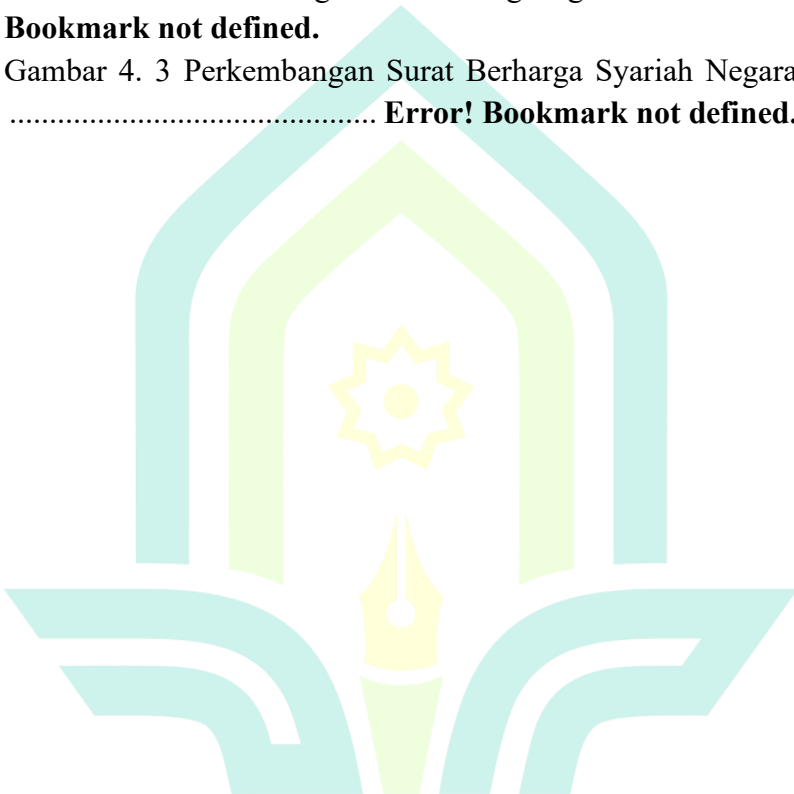 Bookmark not defined.
Gambar 4. 3 Perkembangan Surat Berharga Syariah Negara
.......................................... Error! Bookmark not defined.